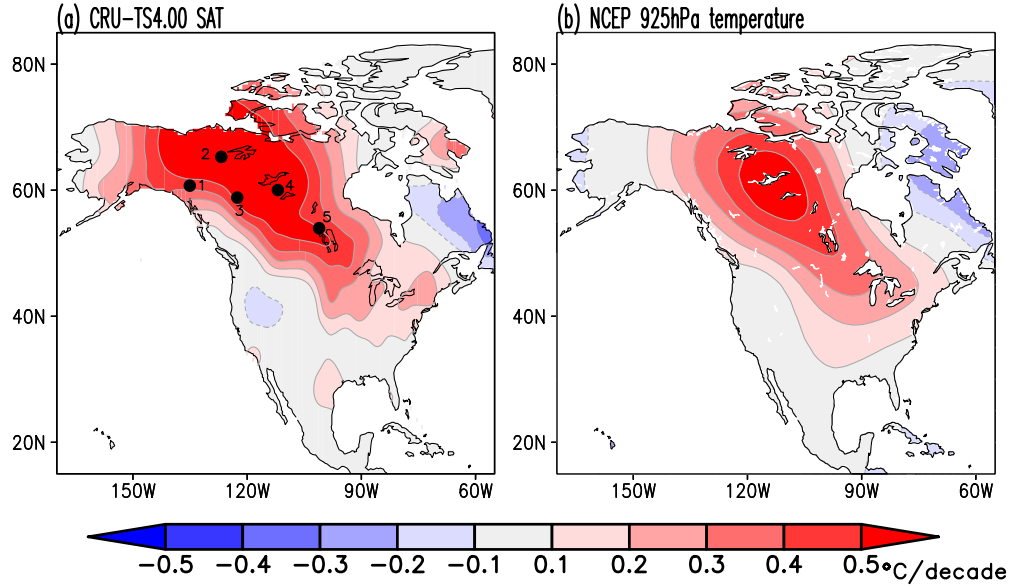 (a) CRU-TS4.00 SAT
(b) NCEP 925hPa temperature
80N
60N
40N
20N
150W
120W
90W
60W
2
1
3
4
5
80N
60N
40N
20N
150W
120W
90W
60W
-0.5
-0.4
-0.3
-0.2
-0.1
0.1
0.2
0.3
0.4
0.5
°C/decade